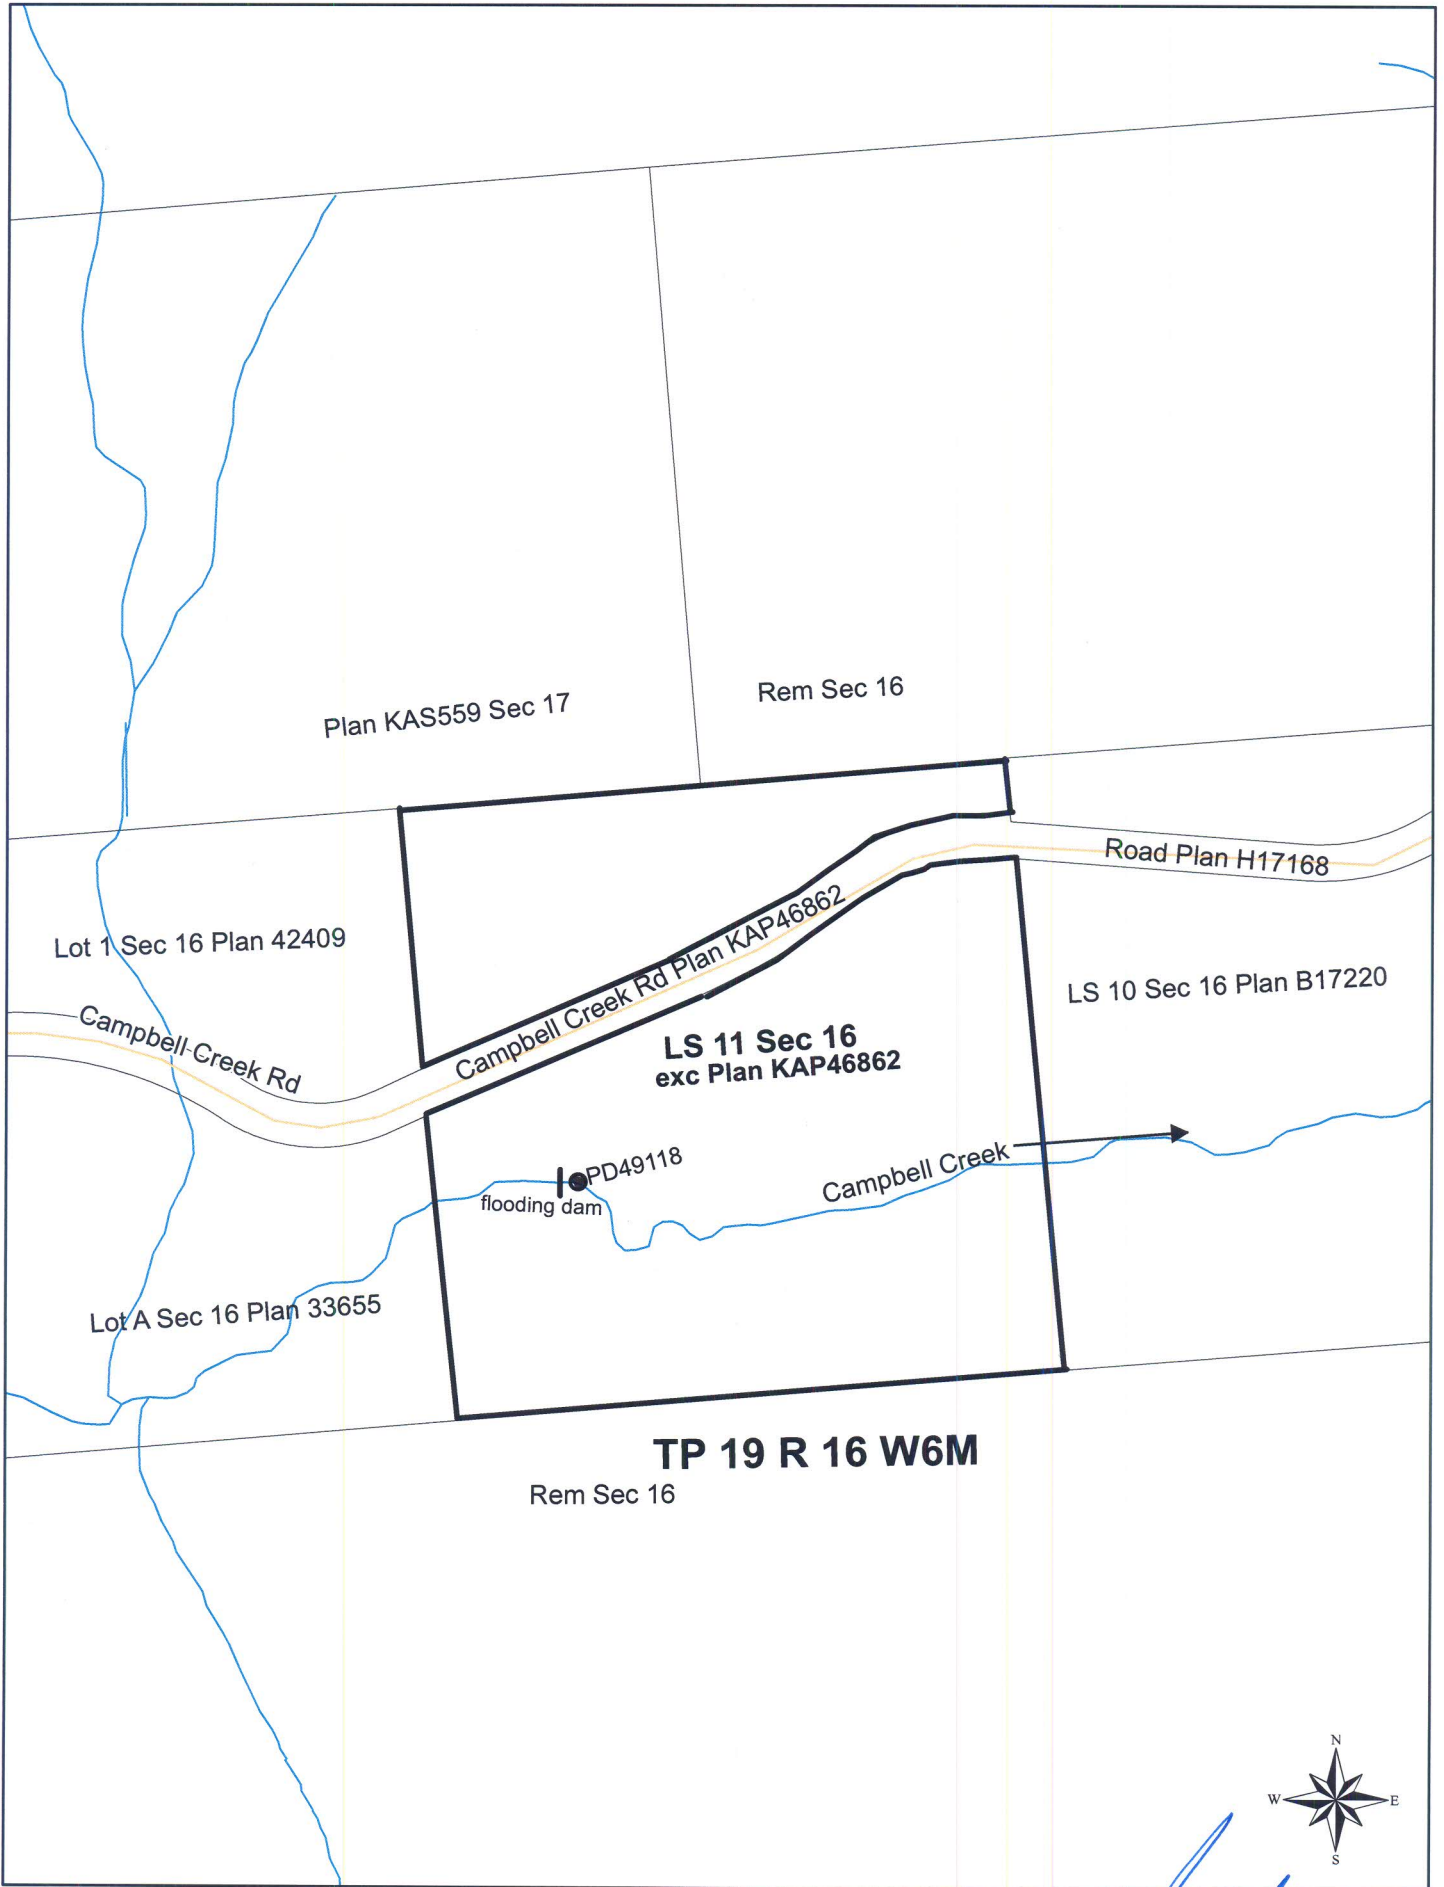 Plan KAS559 Sec 17
Rem Sec 16
Road Plan H17168
Campbell Creek Rd Plan KAP46862
Lot 1 Sec 16 Plan 42409
LS 10 Sec 16 Plan B17220
Campbell Creek Rd
LS 11 Sec 16
exc Plan KAP46862
PD49118
flooding dam
Campbell Creek
Lot A Sec 16 Plan 33655
TP 19 R 16 W6M
Rem Sec 16
N
W
E
S